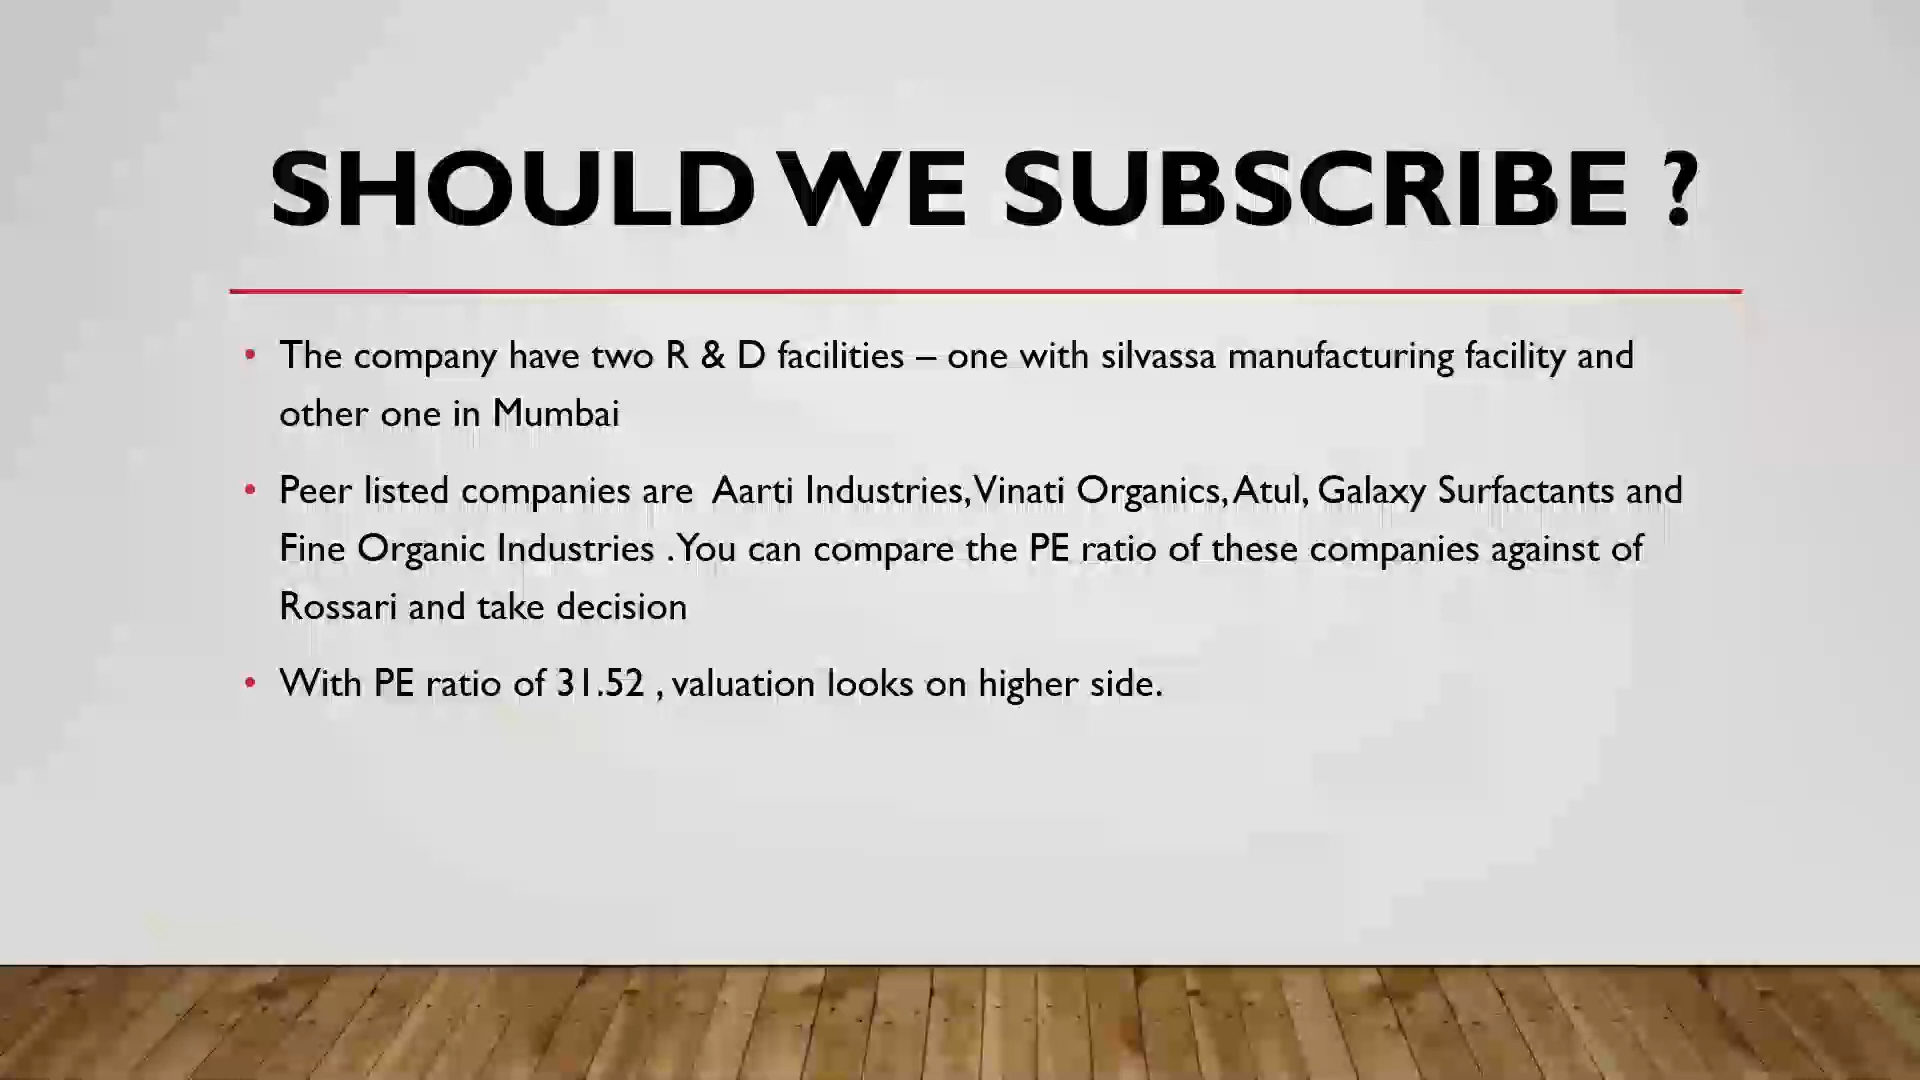 SHOULD WE SUBSCRIBE ?
• The company have two R & D facilities – one with silvassa manufacturing facility and
other one in Mumbai
• Peer listed companies are  Aarti Industries,Vinati Organics,Atul, Galaxy Surfactants and
Fine Organic Industries .You can compare the PE ratio of these companies against of
Rossari and take decision
• With PE ratio of 31.52 , valuation looks on higher side.